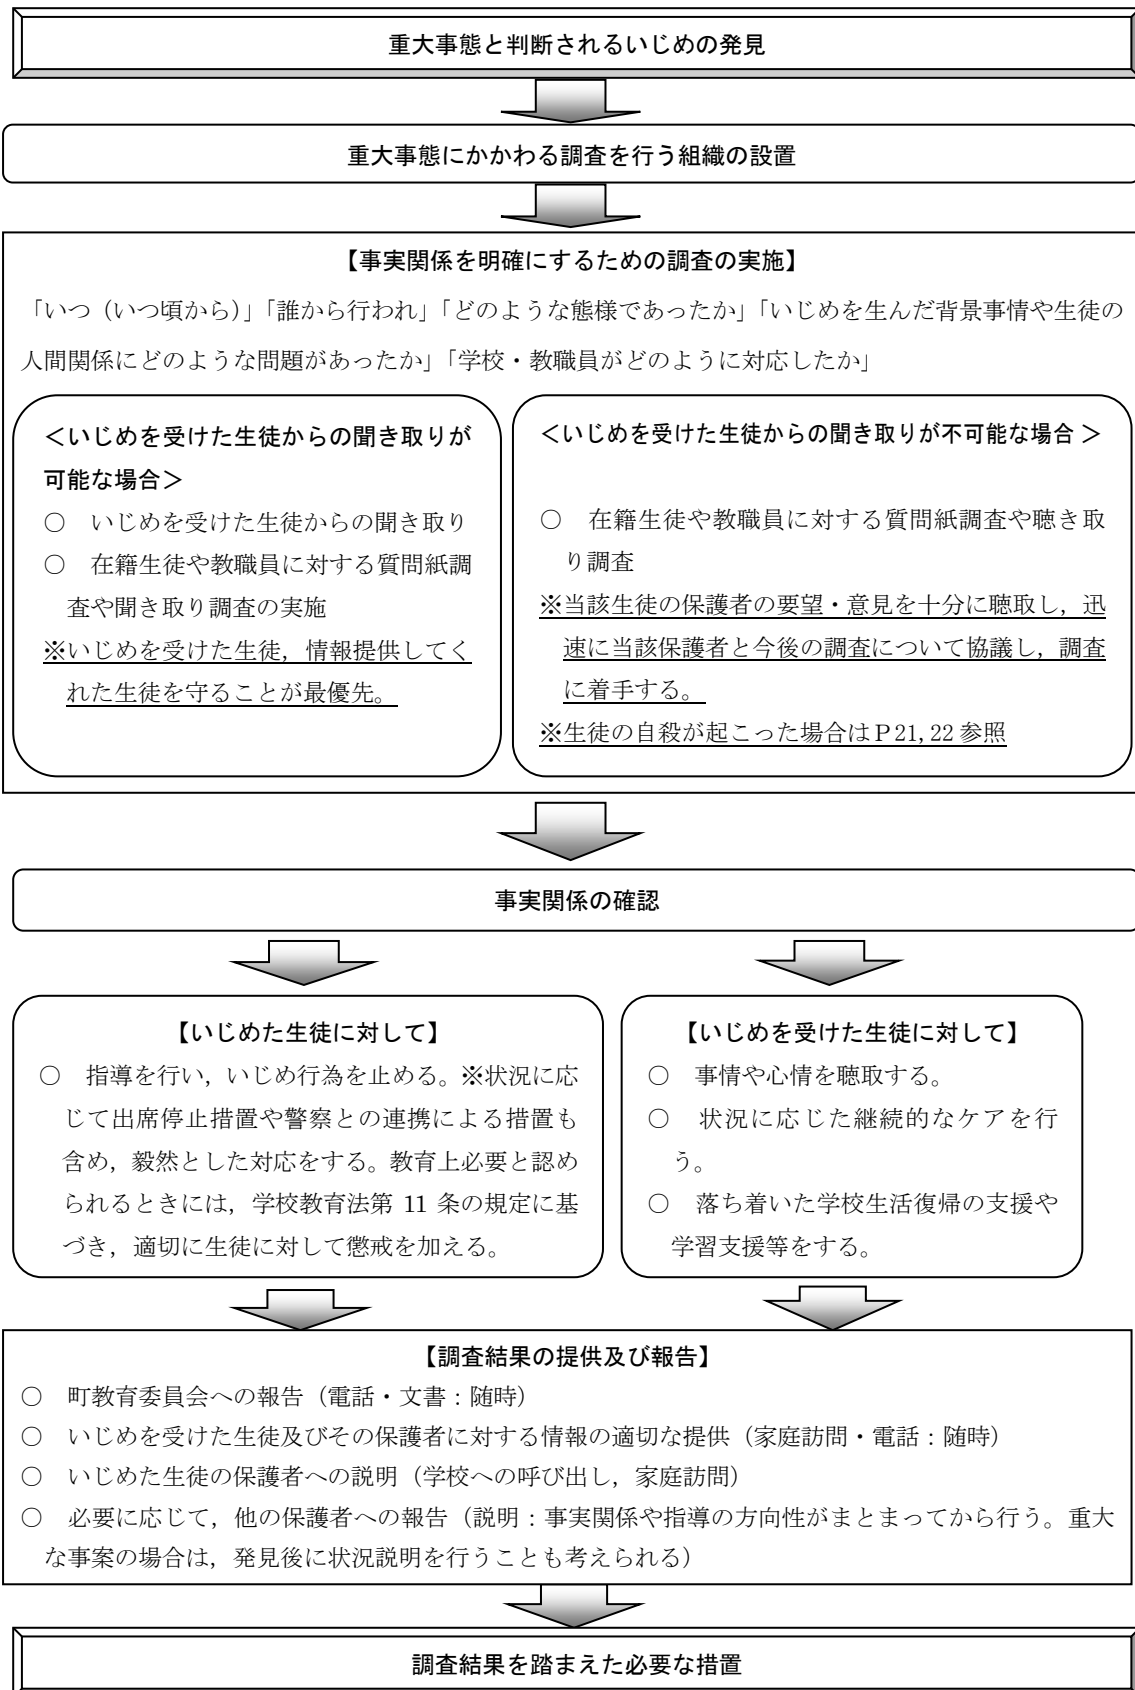 重大事態と判断されるいじめの発見
重大事態にかかわる調査を行う組織の設置
【事実関係を明確にするための調査の実施】
「いつ（いつ頃から）」「誰から行われ」「どのような態様であったか」「いじめを生んだ背景事情や生徒の
人間関係にどのような問題があったか」「学校・教職員がどのように対応したか」
＜いじめを受けた生徒からの聞き取りが
可能な場合＞
○　いじめを受けた生徒からの聞き取り
○　在籍生徒や教職員に対する質問紙調
査や聞き取り調査の実施
※いじめを受けた生徒，情報提供してく
れた生徒を守ることが最優先。
＜いじめを受けた生徒からの聞き取りが不可能な場合 ＞
○　在籍生徒や教職員に対する質問紙調査や聴き取
り調査
※当該生徒の保護者の要望・意見を十分に聴取し，迅
速に当該保護者と今後の調査について協議し，調査
に着手する。
※生徒の自殺が起こった場合はＰ21, 22 参照
事実関係の確認
【いじめた生徒に対して】
○　指導を行い，いじめ行為を止める。※状況に応
じて出席停止措置や警察との連携による措置も
含め，毅然とした対応をする。教育上必要と認め
られるときには，学校教育法第 11 条の規定に基
づき，適切に生徒に対して懲戒を加える。
【いじめを受けた生徒に対して】
○　事情や心情を聴取する。
○　状況に応じた継続的なケアを行
う。
○　落ち着いた学校生活復帰の支援や
学習支援等をする。
【調査結果の提供及び報告】
○　町教育委員会への報告（電話・文書：随時）
○　いじめを受けた生徒及びその保護者に対する情報の適切な提供（家庭訪問・電話：随時）
○　いじめた生徒の保護者への説明（学校への呼び出し，家庭訪問）
○　必要に応じて，他の保護者への報告（説明：事実関係や指導の方向性がまとまってから行う。重大
な事案の場合は，発見後に状況説明を行うことも考えられる）
調査結果を踏まえた必要な措置